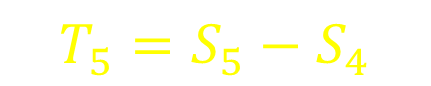 T₅ = S₅ − S₄